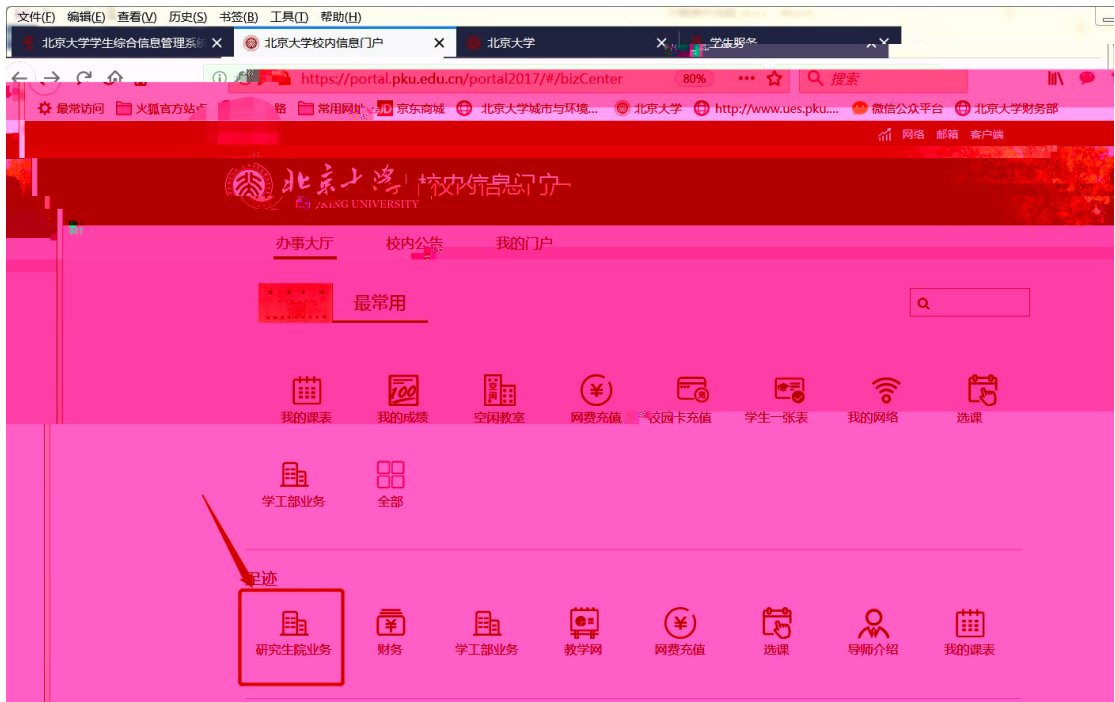 文件(F) 编辑(E) 查看(V) 历史(S) 书签(B) 工具(T) 帮助(H)
北京大学学生综合信息管理系统 北京大学校内信息门户 北京大学 学生服务
https://portal.pku.edu.cn/portal2017/#/bizCenter 80% 搜索
最常访问 火狐官方站点 常用网址 JD 京东商城 北京大学城市与环境... 北京大学 http://www.ues.pku.... 微信公众平台 北京大学财务部
网络 邮箱 客户端
北京大学 校内信息门户
UNIVERSITY
办事大厅 校内公告 我的门户
最常用
我的课表 我的成绩 空闲教室 网费充值 校园卡充值 学生一张表 我的网络 选课
学工部业务 全部
足迹
研究生院业务 财务 学工部业务 教学网 网费充值 选课 导师介绍 我的课表